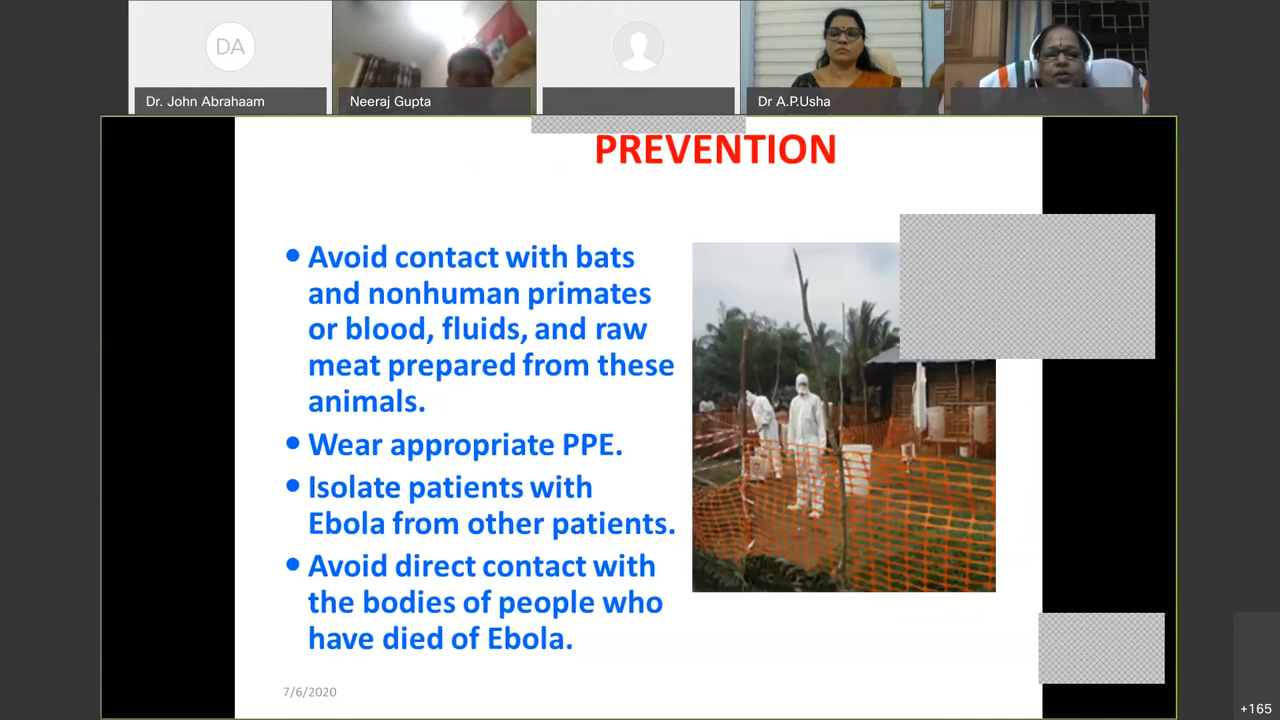 DA
Dr. John Abrahaam
Neeraj Gupta
Dr A.P.Usha
PREVENTION
• Avoid contact with bats
and nonhuman primates
or blood, fluids, and raw
meat prepared from these
animals.
• Wear appropriate PPE.
• Isolate patients with
Ebola from other patients.
• Avoid direct contact with
the bodies of people who
have died of Ebola.
7/6/2020
+165